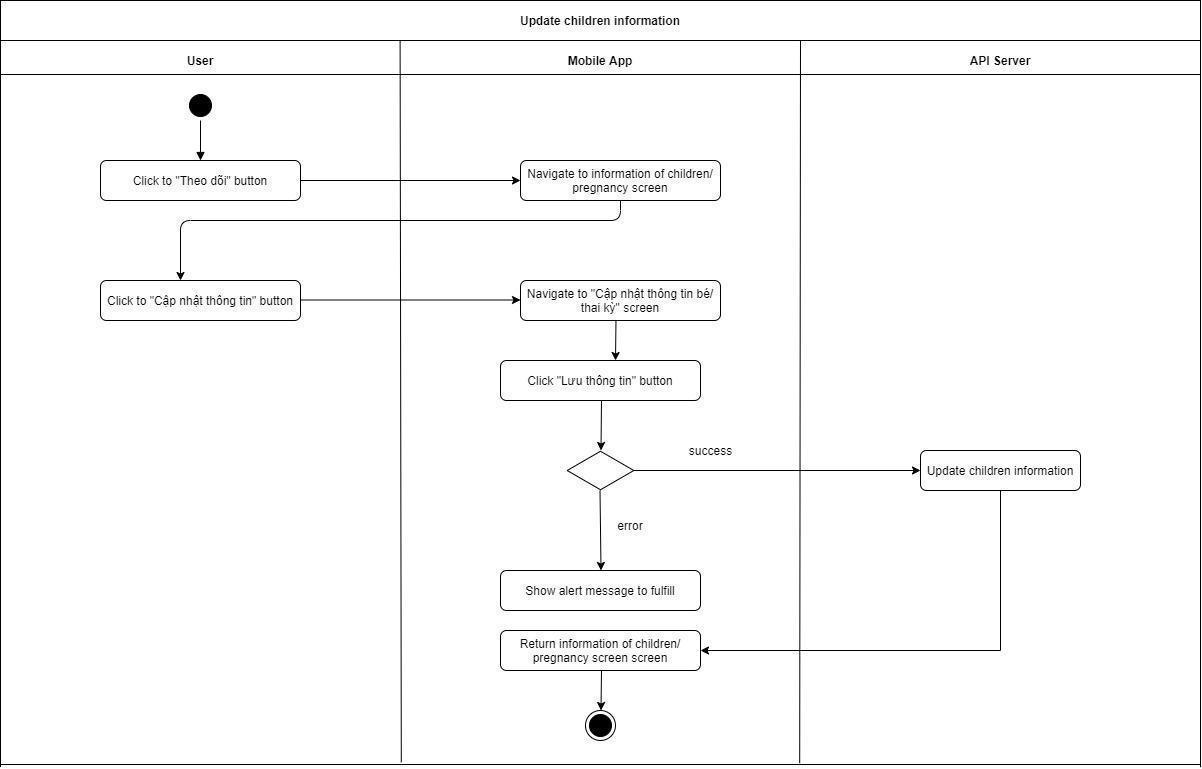 Update children information
User
Mobile App
API Server
Click to "Theo dõi" button
Navigate to information of children/
pregnancy screen
Click to "Cập nhật thông tin" button
Navigate to "Cập nhật thông tin bé/
thai kỳ" screen
Click "Lưu thông tin" button
success
Update children information
error
Show alert message to fulfill
Return information of children/
pregnancy screen screen